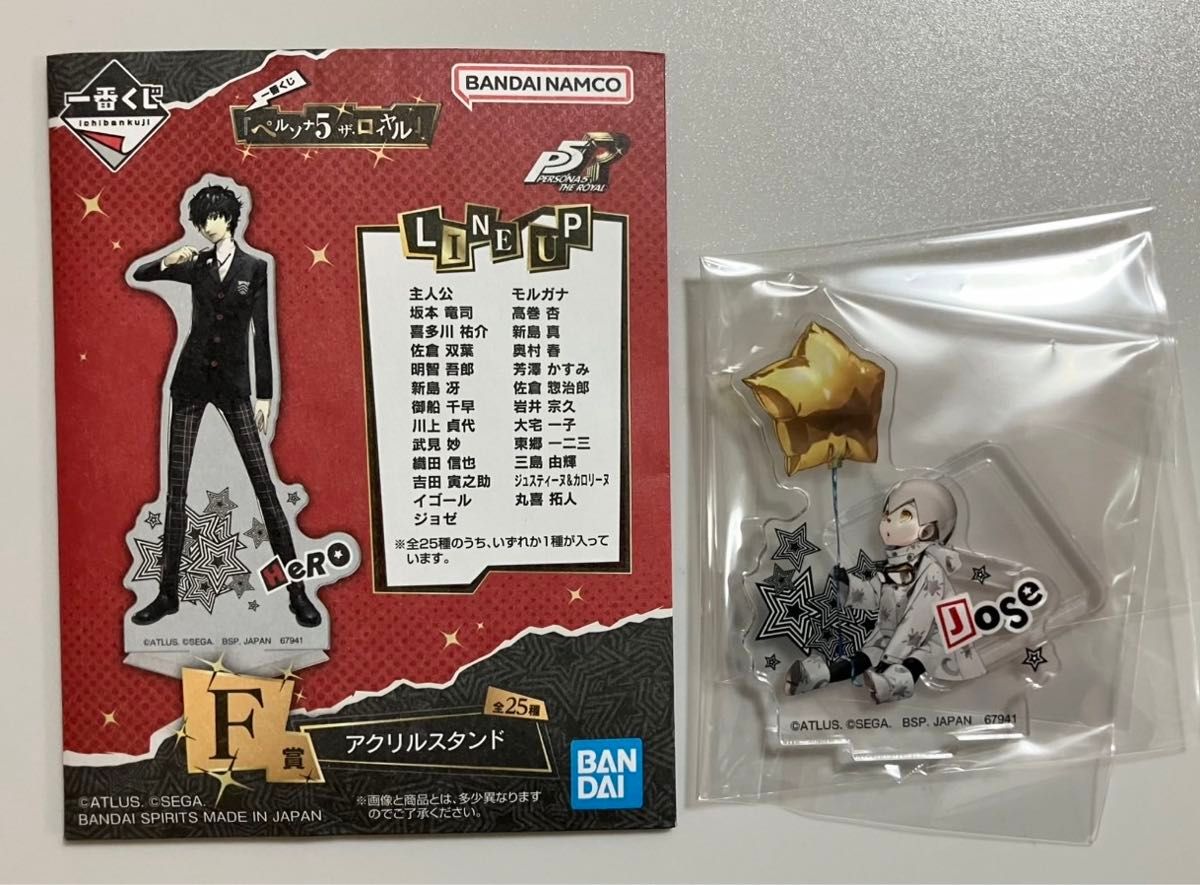 一番くじ
ichibankuji
一番くじ
『ペルソナ5 ザ・ロイヤル』
BANDAI NAMCO
P5R
PERSONA5
THE ROYAL
LINE UP
主人公 モルガナ
坂本 竜司 高巻 杏
喜多川 祐介 新島 真
佐倉 双葉 奥村 春
明智 吾郎 芳澤 かすみ
新島 冴 佐倉 惣治郎
御船 千早 岩井 宗久
川上 貞代 大宅 一子
武見 妙 東郷 一二三
織田 信也 三島 由輝
吉田 寅之助 ジュスティーヌ&カロリーヌ
イゴール 丸喜 拓人
ジョゼ
※全25種のうち、いずれか1種が入って
います。
HeRO
©ATLUS. ©SEGA. BSP. JAPAN 67941
F賞
全25種
アクリルスタンド
BAN
DAI
©ATLUS. ©SEGA.
BANDAI SPIRITS MADE IN JAPAN
※画像と商品とは、多少異なります
のでご了承ください。
Jose
©ATLUS. ©SEGA. BSP. JAPAN 67941